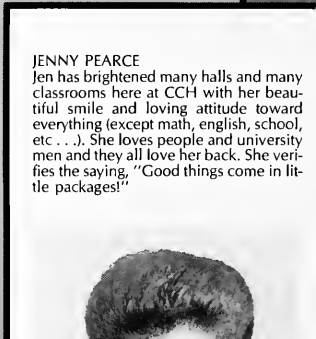 JENNY PEARCE
Jen has brightened many halls and many
classrooms here at CCH with her beau-
tiful smile and loving attitude toward
everything (except math, english, school,
etc . . .). She loves people and university
men and they all love her back. She veri-
fies the saying, "Good things come in lit-
tle packages!"